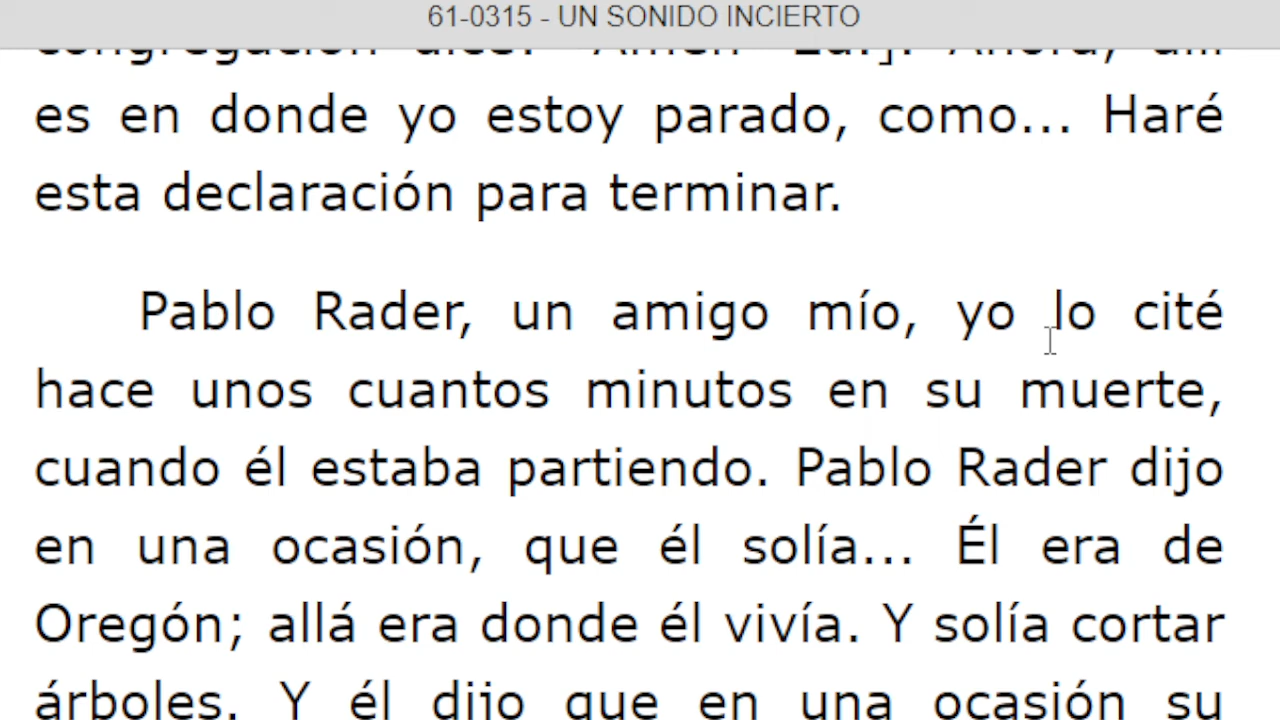 61-0315 - UN SONIDO INCIERTO
es en donde yo estoy parado, como... Haré
esta declaración para terminar.
Pablo Rader, un amigo mío, yo lo cité
hace unos cuantos minutos en su muerte,
cuando él estaba partiendo. Pablo Rader dijo
en una ocasión, que él solía... Él era de
Oregón; allá era donde él vivía. Y solía cortar
árboles. Y él dijo que en una ocasión su